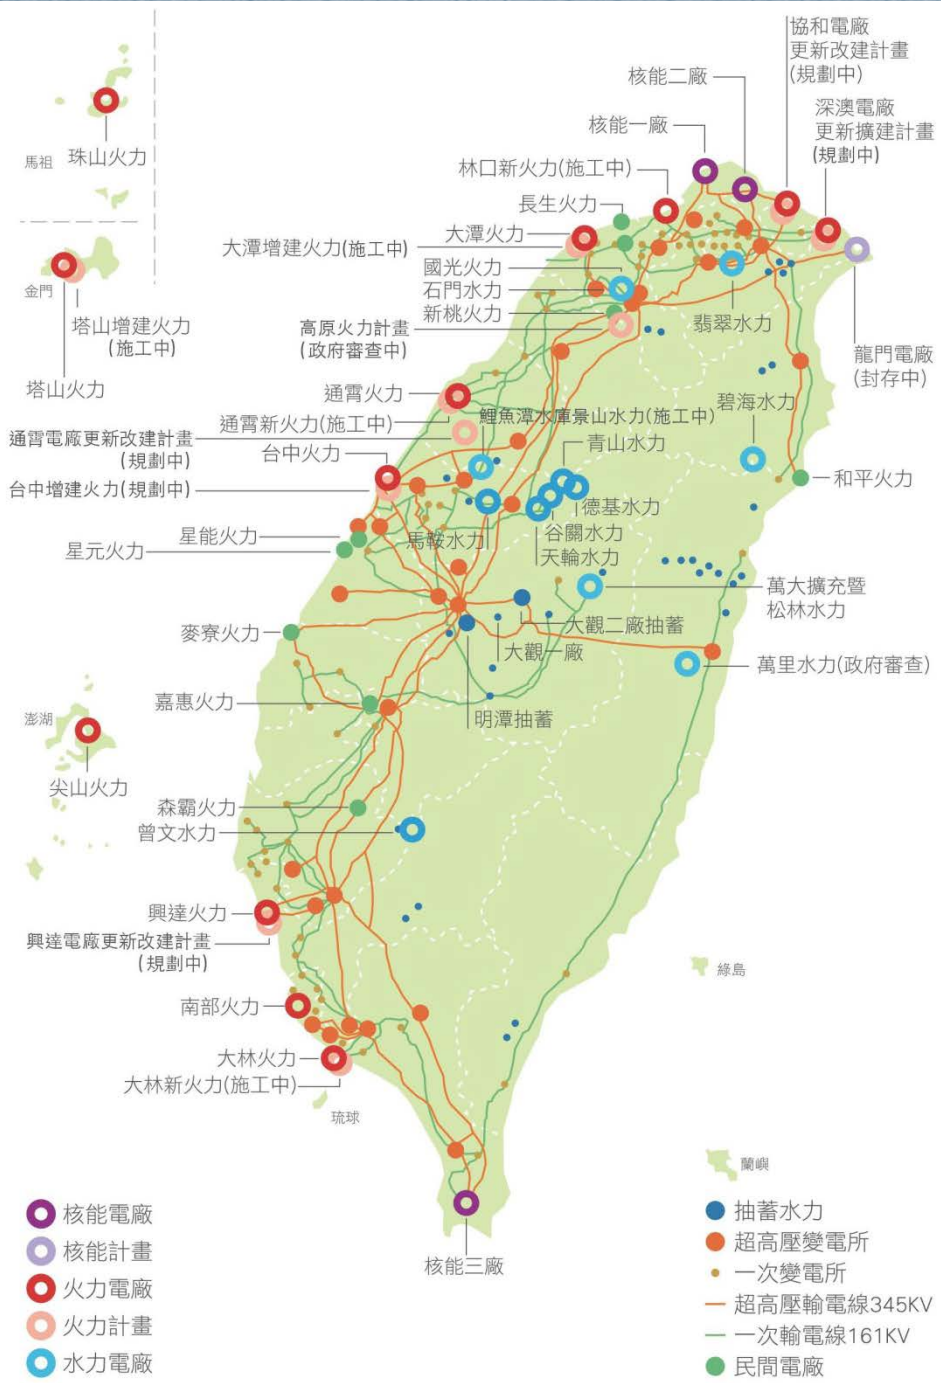 協和電廠
更新改建計畫
(規劃中)
核能二廠
深澳電廠
更新擴建計畫
(規劃中)
核能一廠
林口新火力(施工中)
馬祖
珠山火力
長生火力
大潭火力
大潭增建火力(施工中)
國光火力
石門水力
新桃火力
高原火力計畫
(政府審查中)
翡翠水力
龍門電廠
(封存中)
金門
塔山增建火力
(施工中)
塔山火力
碧海水力
通霄火力
通霄新火力(施工中)
鯉魚潭水庫景山水力(施工中)
通霄電廠更新改建計畫
(規劃中)
青山水力
台中火力
台中增建火力(規劃中)
和平火力
德基水力
谷關水力
天輪水力
馬鞍水力
星能火力
星元火力
萬大擴充暨
松林水力
大觀二廠抽蓄
大觀一廠
麥寮火力
萬里水力(政府審查)
嘉惠火力
明潭抽蓄
澎湖
尖山火力
森霸火力
曾文水力
興達火力
興達電廠更新改建計畫
(規劃中)
綠島
南部火力
大林火力
大林新火力(施工中)
琉球
蘭嶼
核能三廠
核能電廠
核能計畫
火力電廠
火力計畫
水力電廠
抽蓄水力
超高壓變電所
一次變電所
超高壓輸電線345KV
一次輸電線161KV
民間電廠